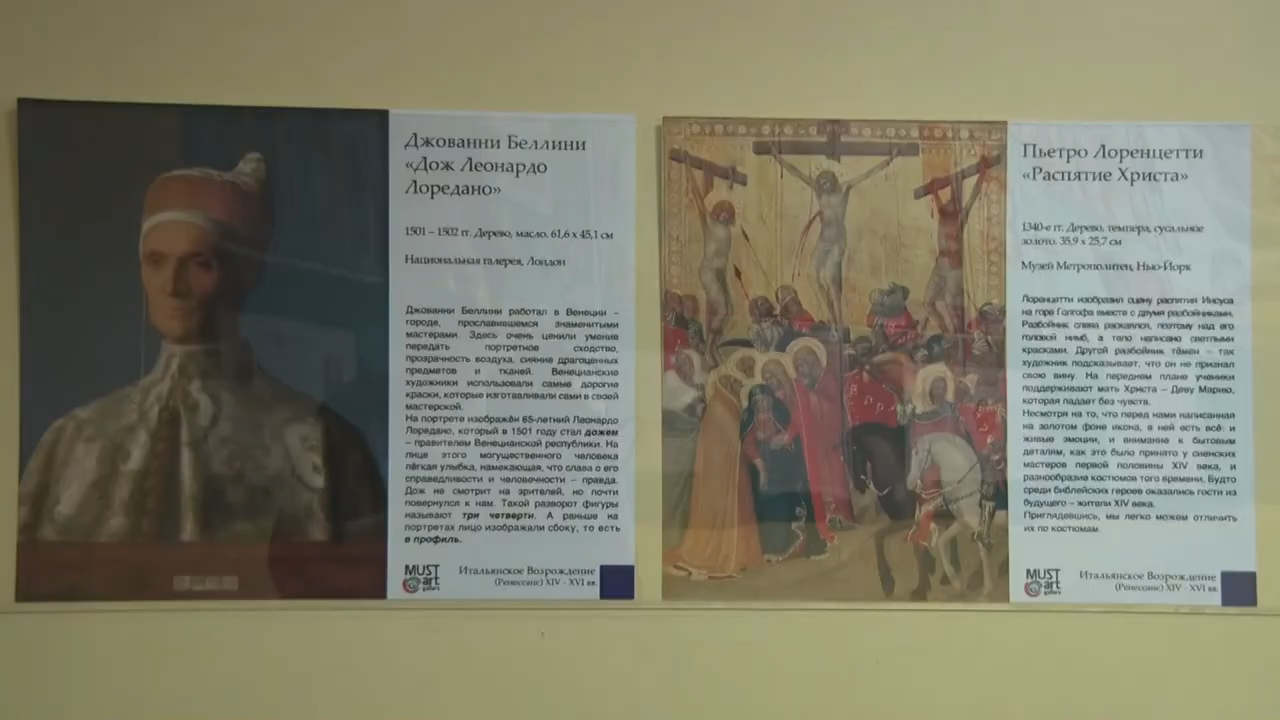 Джованни Беллини
«Дож Леонардо
Лоредано»
1501 – 1502 гг. Дерево, масло. 61,6 х 45,1 см
Национальная галерея, Лондон
Джованни Беллини работал в Венеции –
городе, прославившемся знаменитыми
мастерами. Здесь очень ценили умение
передать портретное сходство,
прозрачность воздуха, сияние драгоценных
предметов и тканей. Венецианские
художники использовали самые дорогие
краски, которые изготавливали сами в своей
мастерской.
На портрете изображён 65-летний Леонардо
Лоредано, который в 1501 году стал дожем
– правителем Венецианской республики. На
лице этого могущественного человека
лёгкая улыбка, намекающая, что слава о его
справедливости и человечности – правда.
Дож не смотрит на зрителей, но почти
повернулся к нам. Такой разворот фигуры
называют три четверти. А раньше на
портретах лицо изображали сбоку, то есть
в профиль.
MUST
art
gallery
Итальянское Возрождение
(Ренессанс) XIV - XVI вв.
Пьетро Лоренцетти
«Распятие Христа»
1340-е гг. Дерево, темпера, сусальное
золото. 35,9 х 25,7 см
Музей Метрополитен, Нью-Йорк
Лоренцетти изобразил сцену распятия Иисуса
на горе Голгофа вместе с двумя разбойниками.
Разбойник слева раскаялся, поэтому над его
головой нимб, а тело написано светлыми
красками. Другой разбойник тёмен – так
художник подсказывает, что он не признал
свою вину. На переднем плане ученики
поддерживают мать Христа – Деву Марию,
которая падает без чувств.
Несмотря на то, что перед нами написанная
на золотом фоне икона, в ней есть всё: и
живые эмоции, и внимание к бытовым
деталям, как это было принято у сиенских
мастеров первой половины XIV века, и
разнообразие костюмов того времени. Будто
среди библейских героев оказались гости из
будущего – жители XIV века.
Приглядевшись, мы легко можем отличить
их по костюмам.
MUST
art
gallery
Итальянское Возрождение
(Ренессанс) XIV - XVI вв.